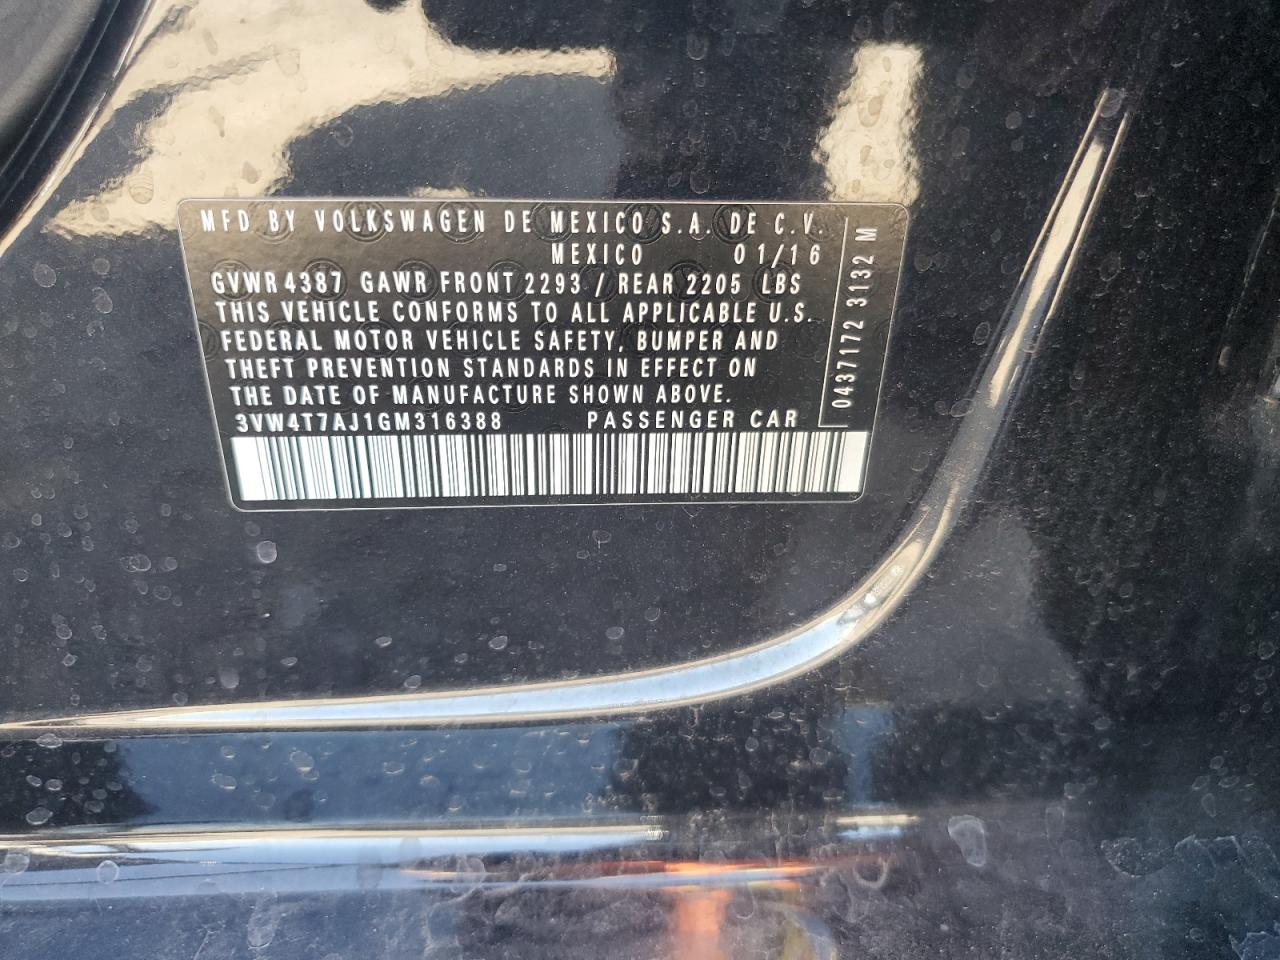 MFD BY VOLKSWAGEN DE MEXICO S.A. DE C.V.
MEXICO 01/16
GVWR 4387 GAWR FRONT 2293 / REAR 2205 LBS
THIS VEHICLE CONFORMS TO ALL APPLICABLE U.S.
FEDERAL MOTOR VEHICLE SAFETY, BUMPER AND
THEFT PREVENTION STANDARDS IN EFFECT ON
THE DATE OF MANUFACTURE SHOWN ABOVE.
3VW4T7AJ1GM316388 PASSENGER CAR
0437172 3132 M